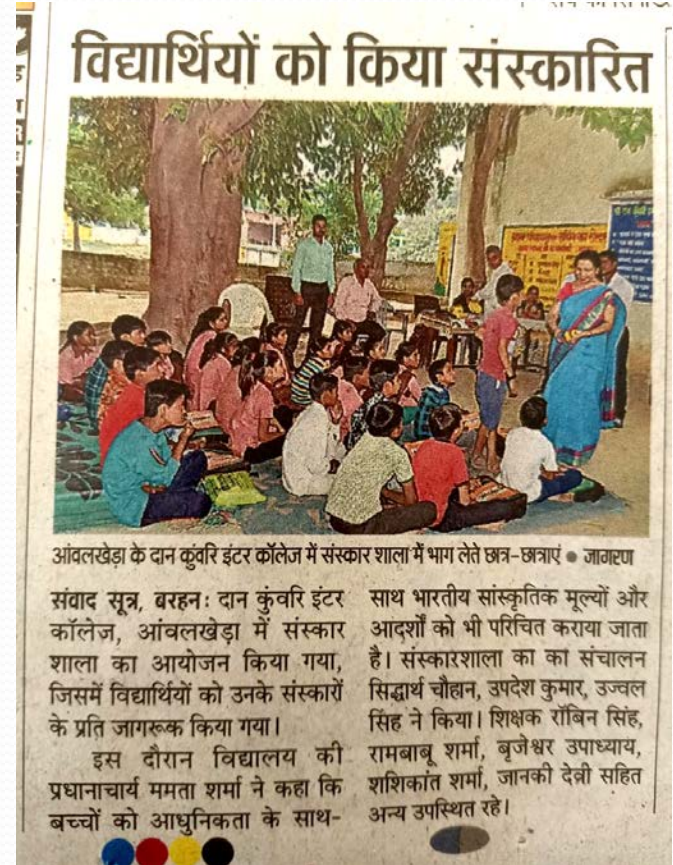 विद्यार्थियों को किया संस्कारित
आंवलखेड़ा के दान कुंवरि इंटर कॉलेज में संस्कार शाला में भाग लेते छात्र-छात्राएं ● जागरण
संवाद सूत्र, बरहनः दान कुंवरि इंटर
कॉलेज, आंवलखेड़ा में संस्कार
शाला का आयोजन किया गया,
जिसमें विद्यार्थियों को उनके संस्कारों
के प्रति जागरूक किया गया।
इस दौरान विद्यालय की
प्रधानाचार्य ममता शर्मा ने कहा कि
बच्चों को आधुनिकता के साथ-
साथ भारतीय सांस्कृतिक मूल्यों और
आदर्शों को भी परिचित कराया जाता
है। संस्कारशाला का का संचालन
सिद्धार्थ चौहान, उपदेश कुमार, उज्वल
सिंह ने किया। शिक्षक रॉबिन सिंह,
रामबाबू शर्मा, बृजेश्वर उपाध्याय,
शशिकांत शर्मा, जानकी देवी सहित
अन्य उपस्थित रहे।